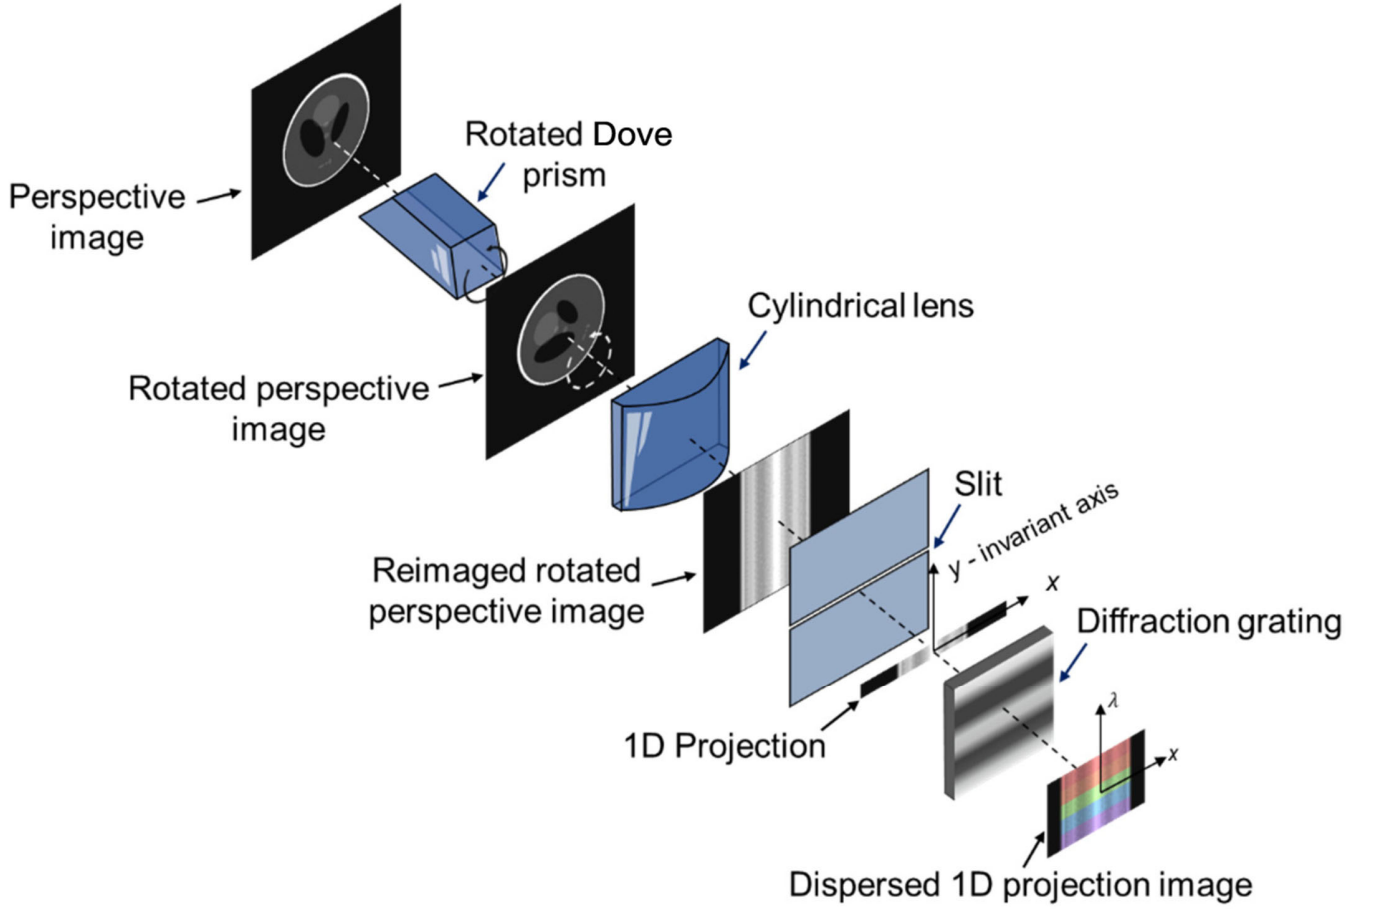 Rotated Dove
prism
Perspective
image
Cylindrical lens
Rotated perspective
image
Slit
y - invariant axis
x
Reimaged rotated
perspective image
Diffraction grating
1D Projection
λ
x
Dispersed 1D projection image